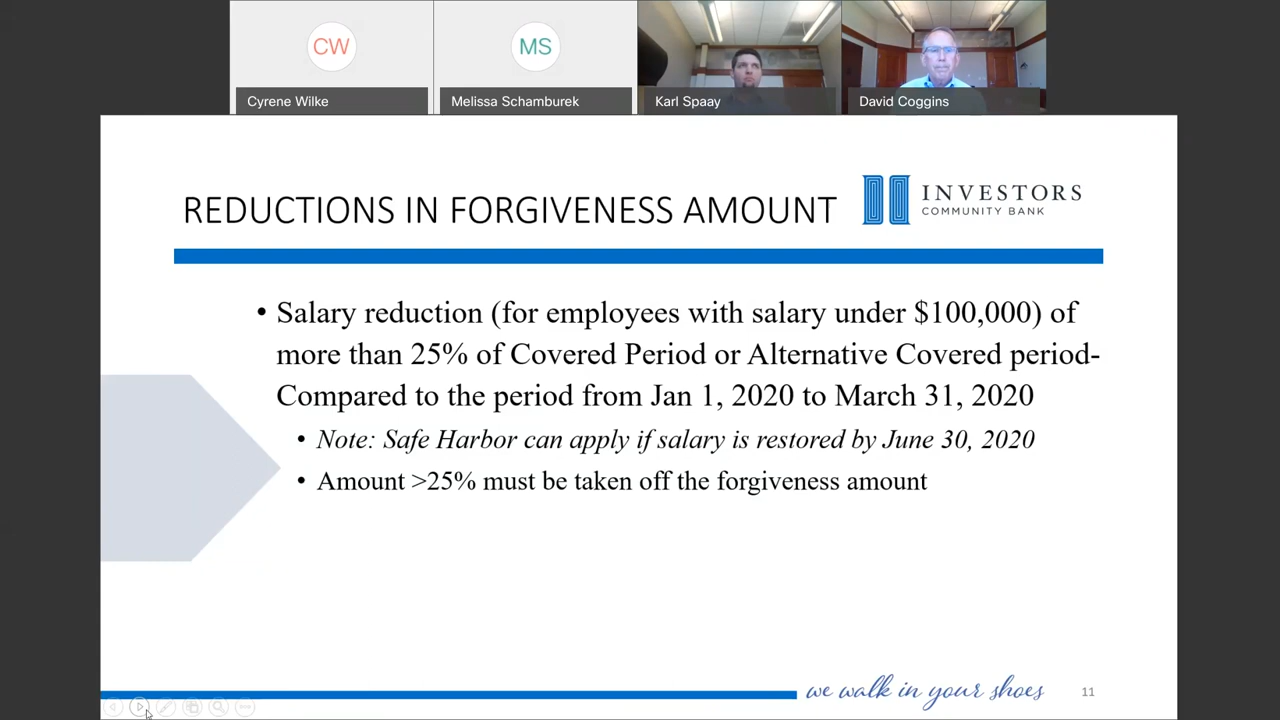 CW
MS
Cyrene Wilke
Melissa Schamburek
Karl Spaay
David Coggins
REDUCTIONS IN FORGIVENESS AMOUNT
INVESTORS
COMMUNITY BANK
• Salary reduction (for employees with salary under $100,000) of
more than 25% of Covered Period or Alternative Covered period-
Compared to the period from Jan 1, 2020 to March 31, 2020
• Note: Safe Harbor can apply if salary is restored by June 30, 2020
• Amount >25% must be taken off the forgiveness amount
we walk in your shoes
11